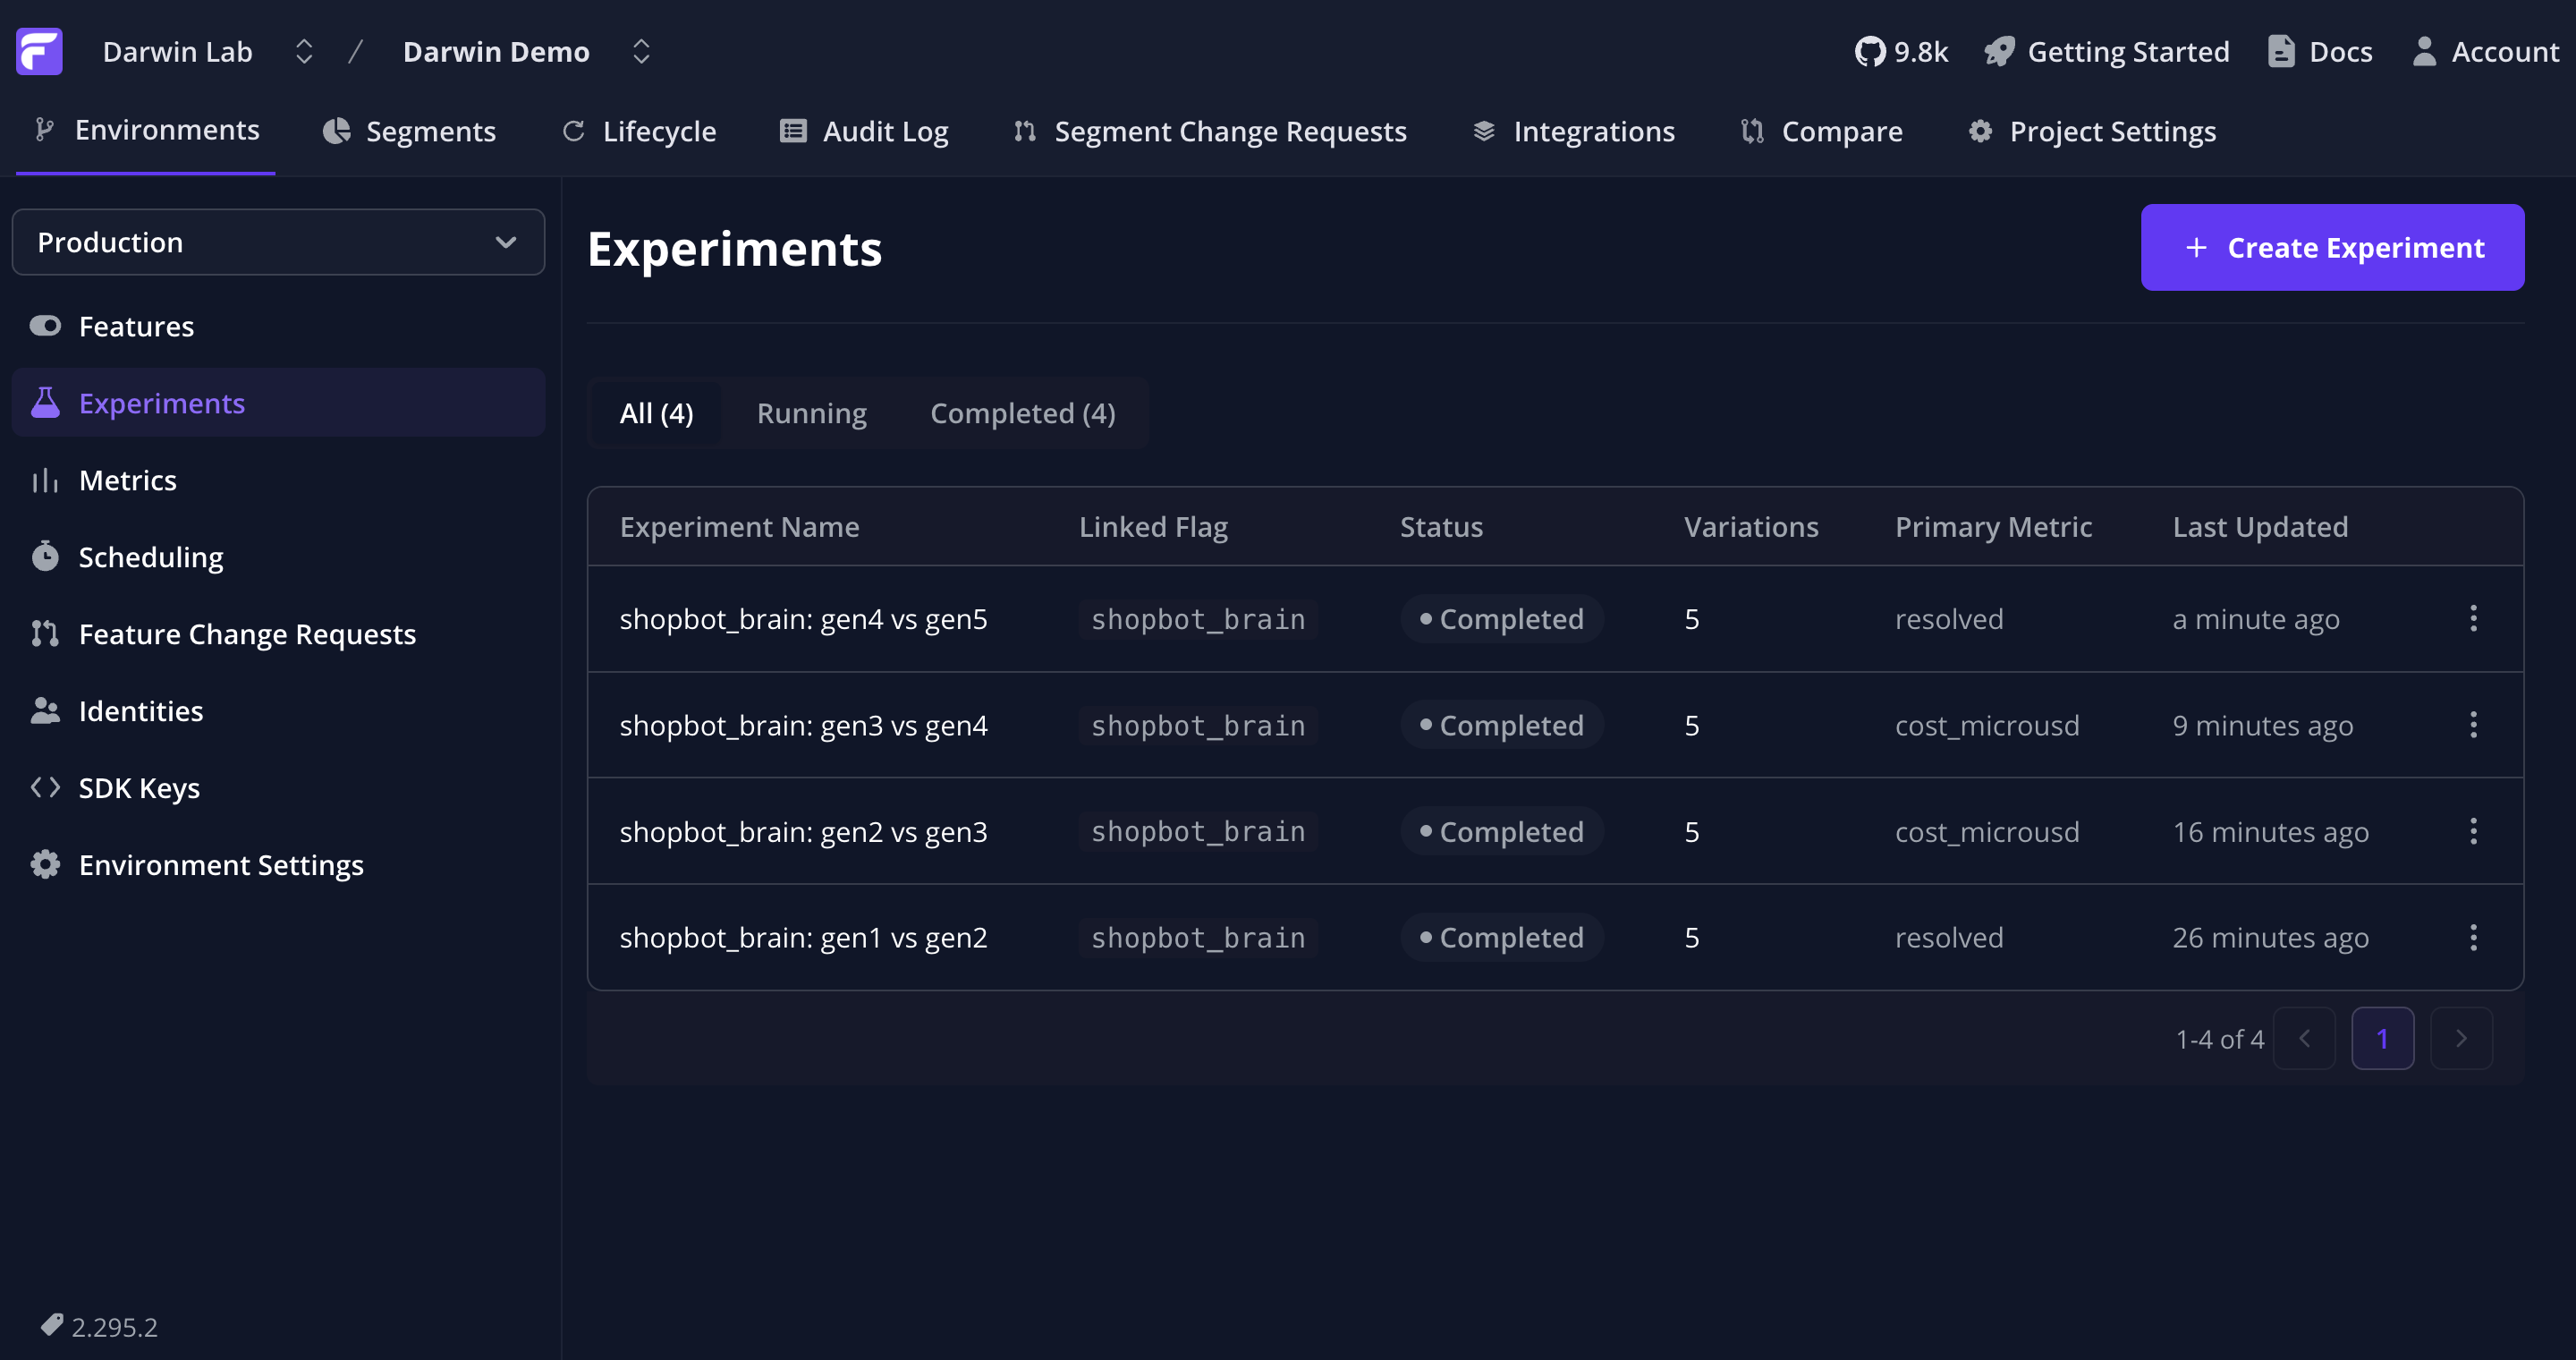 Darwin Lab / Darwin Demo 9.8k Getting Started Docs Account
Environments Segments Lifecycle Audit Log Segment Change Requests Integrations Compare Project Settings
Production
Features
Experiments
Metrics
Scheduling
Feature Change Requests
Identities
SDK Keys
Environment Settings
2.295.2
Experiments
+ Create Experiment
All (4) Running Completed (4)
Experiment Name Linked Flag Status Variations Primary Metric Last Updated
shopbot_brain: gen4 vs gen5 shopbot_brain Completed 5 resolved a minute ago
shopbot_brain: gen3 vs gen4 shopbot_brain Completed 5 cost_microusd 9 minutes ago
shopbot_brain: gen2 vs gen3 shopbot_brain Completed 5 cost_microusd 16 minutes ago
shopbot_brain: gen1 vs gen2 shopbot_brain Completed 5 resolved 26 minutes ago
1-4 of 4 1